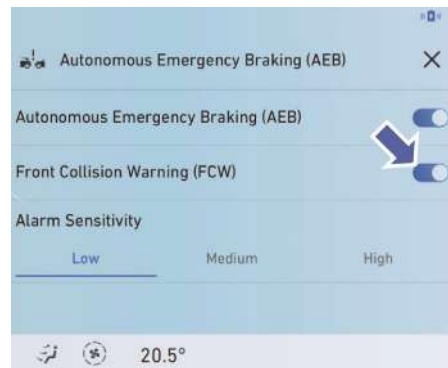 Autonomous Emergency Braking (AEB)
Autonomous Emergency Braking (AEB)
Front Collision Warning (FCW)
Alarm Sensitivity
Low Medium High
20.5°